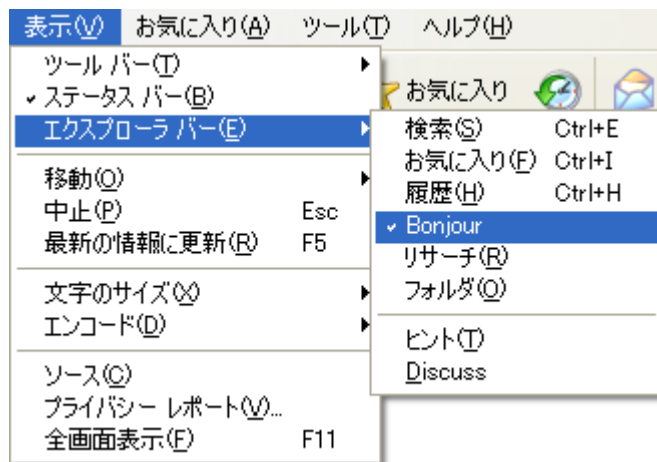 表示(V) お気に入り(A) ツール(T) ヘルプ(H)
ツール バー(T)
ステータス バー(B)
エクスプローラ バー(E)
移動(O)
中止(P) Esc
最新の情報に更新(R) F5
文字のサイズ(X)
エンコード(D)
ソース(C)
プライバシー レポート(V)...
全画面表示(F) F11
お気に入り
検索(S) Ctrl+E
お気に入り(F) Ctrl+I
履歴(H) Ctrl+H
Bonjour
リサーチ(R)
フォルダ(O)
ヒント(T)
Discuss